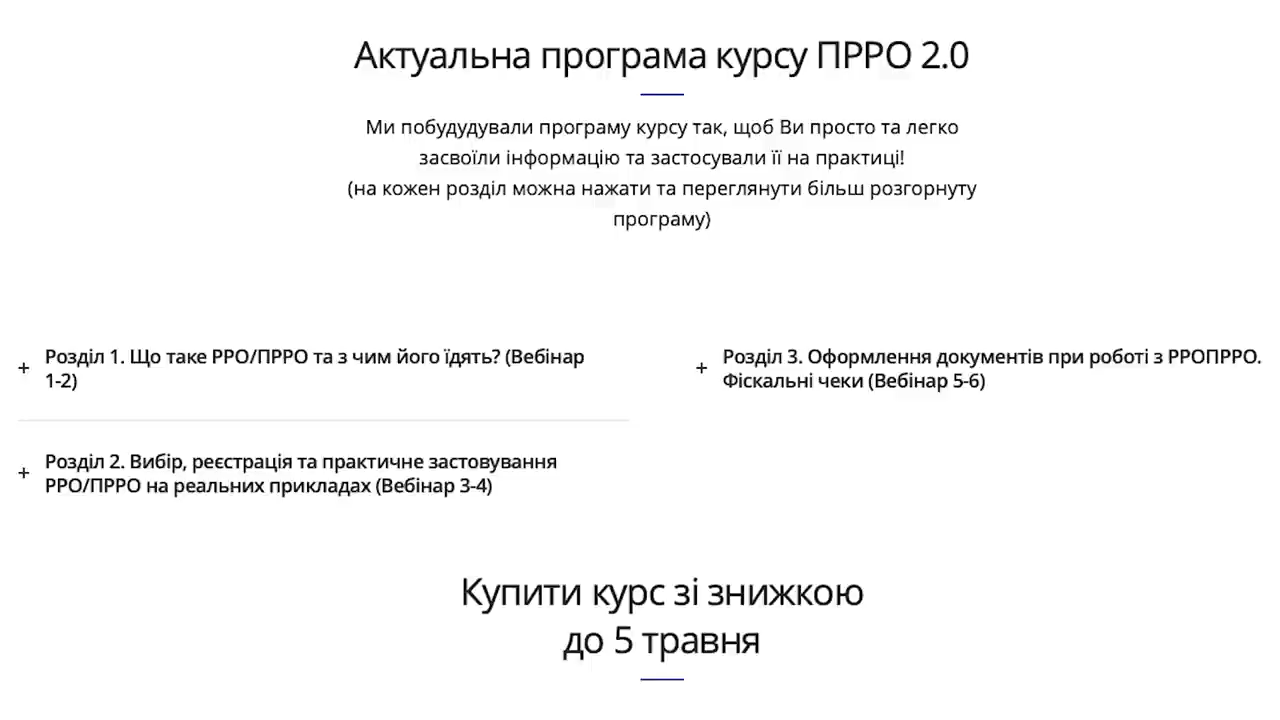 Актуальна програма курсу ПРРО 2.0
Ми побудудували програму курсу так, щоб Ви просто та легко
засвоїли інформацію та застосували її на практиці!
(на кожен розділ можна нажати та переглянути більш розгорнуту
програму)
+ Розділ 1. Що таке РРО/ПРРО та з чим його їдять? (Вебінар
1-2)
+ Розділ 2. Вибір, реєстрація та практичне застовування
РРО/ПРРО на реальних прикладах (Вебінар 3-4)
+ Розділ 3. Оформлення документів при роботі з РРОПРРО.
Фіскальні чеки (Вебінар 5-6)
Купити курс зі знижкою
до 5 травня